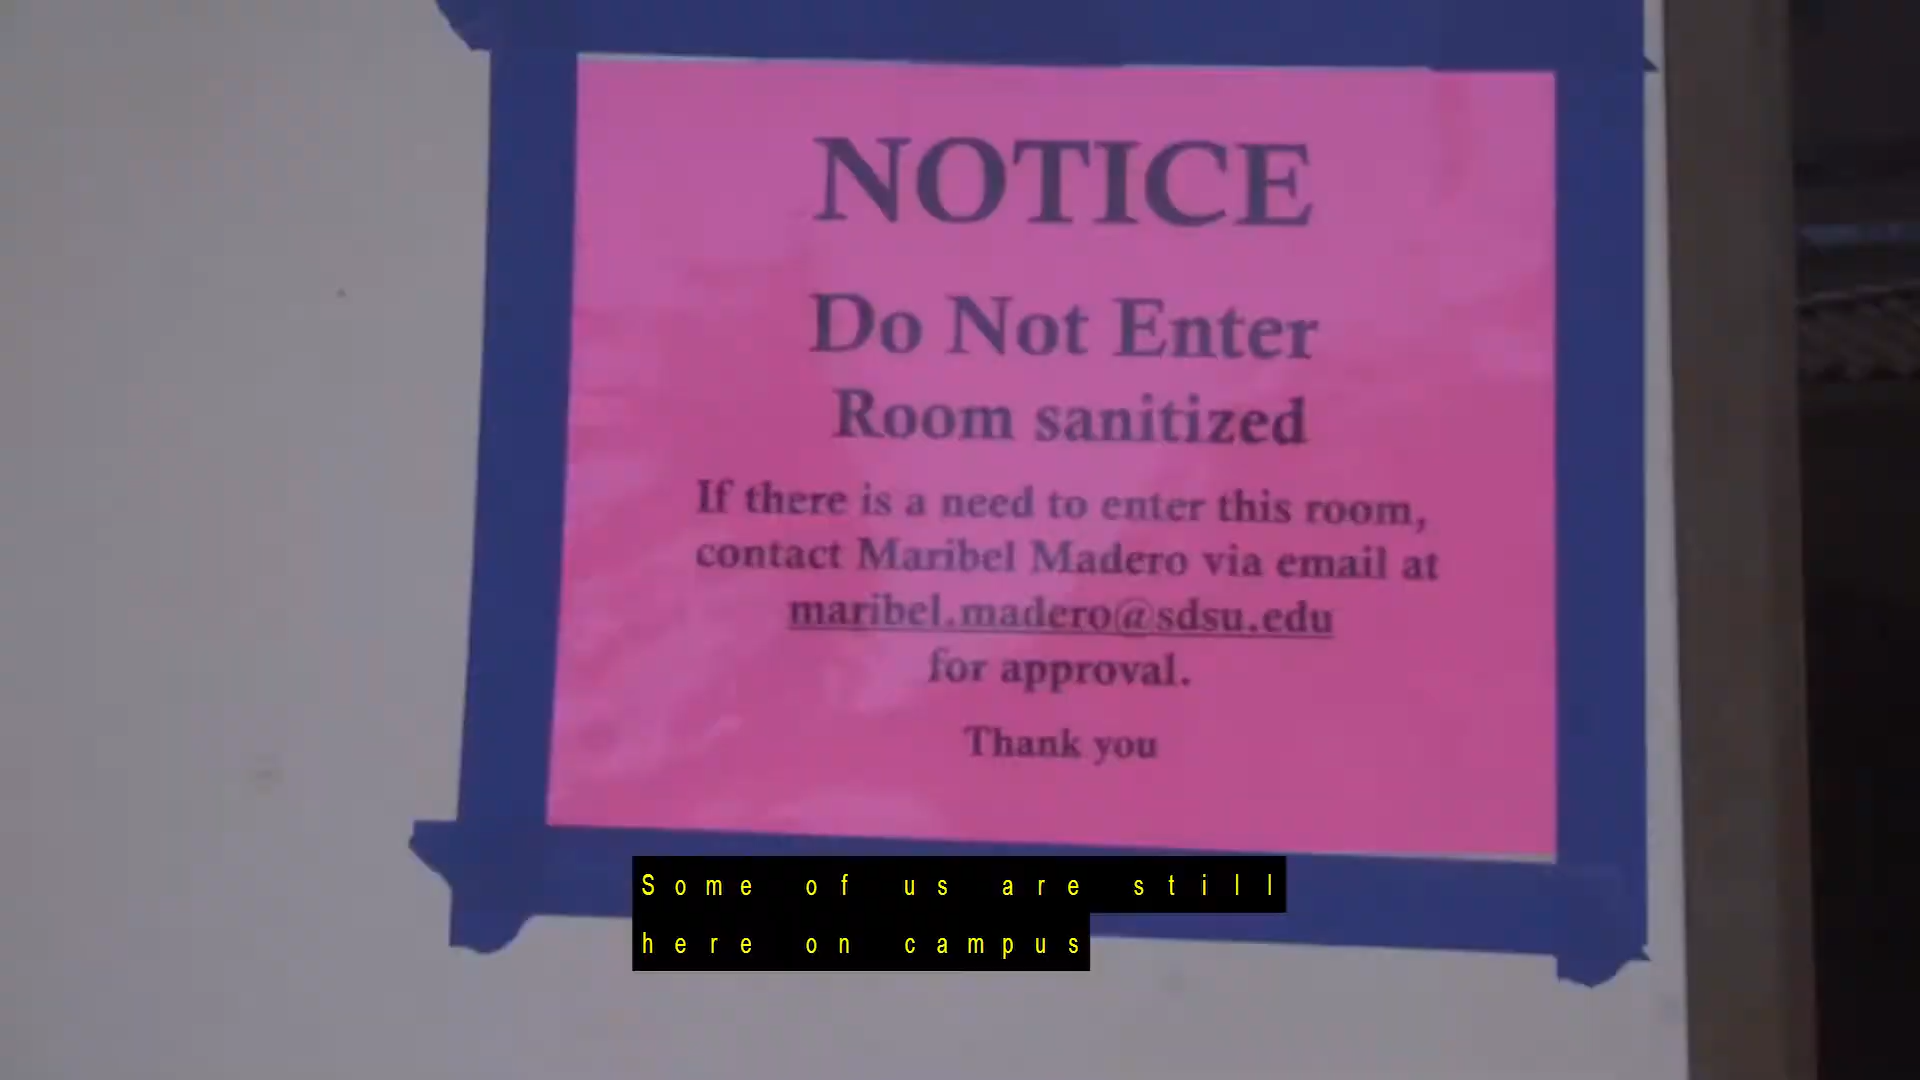 NOTICE
Do Not Enter
Room sanitized
If there is a need to enter this room,
contact Maribel Madero via email at
maribel.madero@sdsu.edu
for approval.
Thank you
Some of us are still
here on campus